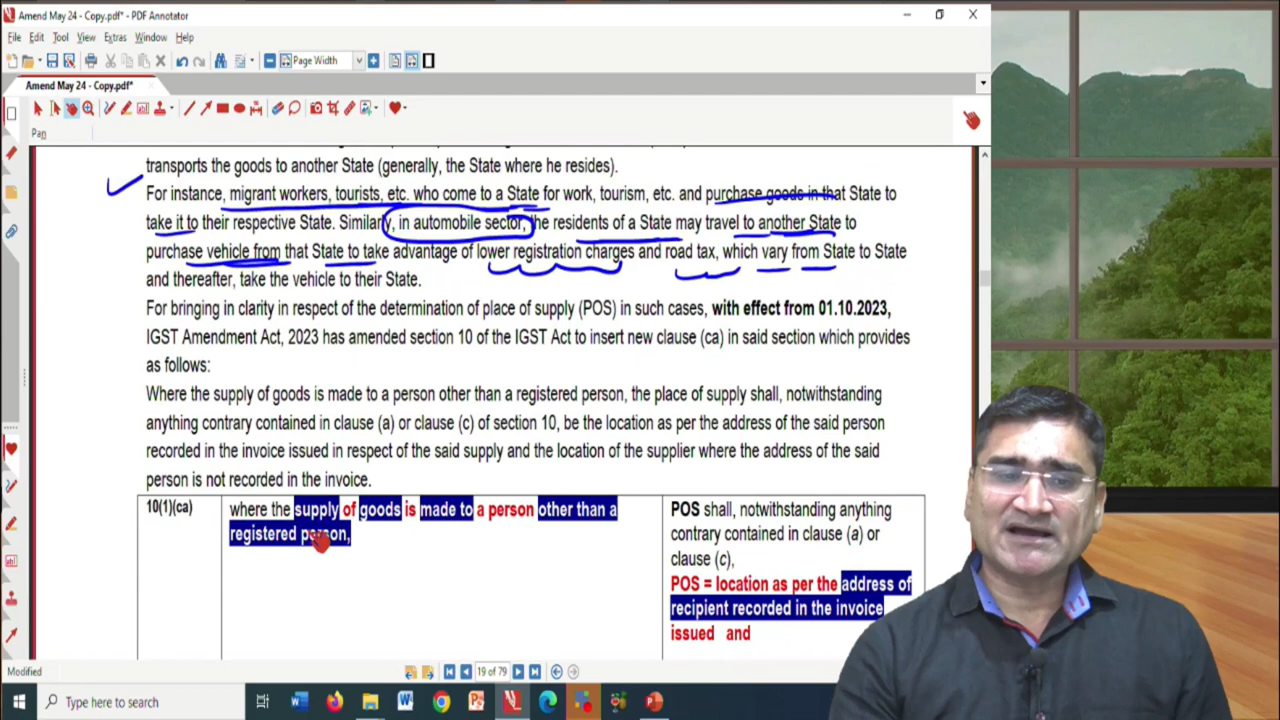 Amend May 24 - Copy.pdf* - PDF Annotator
File Edit Tool View Extras Window Help
Page Width
Amend May 24 - Copy.pdf*
Pan
transports the goods to another State (generally, the State where he resides).
For instance, migrant workers, tourists, etc. who come to a State for work, tourism, etc. and purchase goods in that State to
take it to their respective State. Similarly, in automobile sector, the residents of a State may travel to another State to
purchase vehicle from that State to take advantage of lower registration charges and road tax, which vary from State to State
and thereafter, take the vehicle to their State.
For bringing in clarity in respect of the determination of place of supply (POS) in such cases, with effect from 01.10.2023,
IGST Amendment Act, 2023 has amended section 10 of the IGST Act to insert new clause (ca) in said section which provides
as follows:
Where the supply of goods is made to a person other than a registered person, the place of supply shall, notwithstanding
anything contrary contained in clause (a) or clause (c) of section 10, be the location as per the address of the said person
recorded in the invoice issued in respect of the said supply and the location of the supplier where the address of the said
person is not recorded in the invoice.
10(1)(ca) where the supply of goods is made to a person other than a
registered person,
POS shall, notwithstanding anything
contrary contained in clause (a) or
clause (c),
POS = location as per the address of
recipient recorded in the invoice
issued and
Modified
19 of 79
Type here to search